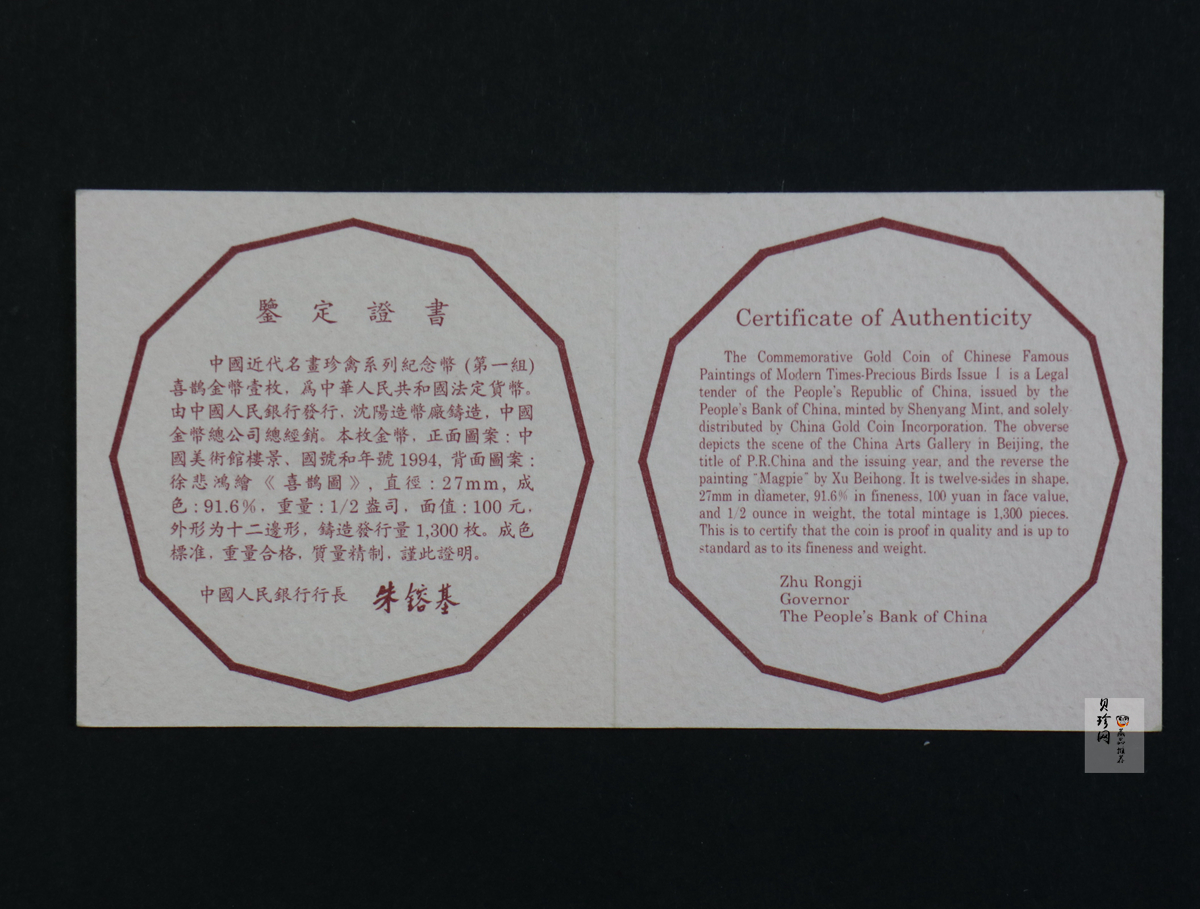 鑒定證書
中國近代名畫珍禽系列紀念幣(第一組)
喜鵲金幣壹枚，爲中華人民共和國法定貨幣。
由中國人民銀行發行，沈陽造幣廠鑄造，中國
金幣總公司總經銷。本枚金幣，正面圖案：中
國美術館樓景、國號和年號1994，背面圖案：
徐悲鴻繪《喜鵲圖》，直徑：27mm，成
色：91.6%，重量：1/2盎司，面值：100元，
外形为十二邊形，鑄造發行量1,300枚。成色
標准，重量合格，質量精制，謹此證明。
中國人民銀行行長 朱鎔基
Certificate of Authenticity
The Commemorative Gold Coin of Chinese Famous
Paintings of Modern Times-Precious Birds Issue I is a Legal
tender of the People's Republic of China, issued by the
People's Bank of China, minted by Shenyang Mint, and solely
distributed by China Gold Coin Incorporation. The obverse
depicts the scene of the China Arts Gallery in Beijing, the
title of P.R.China and the issuing year, and the reverse the
painting "Magpie" by Xu Beihong. It is twelve-sides in shape,
27mm in diameter, 91.6% in fineness, 100 yuan in face value,
and 1/2 ounce in weight, the total mintage is 1,300 pieces.
This is to certify that the coin is proof in quality and is up to
standard as to its fineness and weight.
Zhu Rongji
Governor
The People's Bank of China
贝珍网